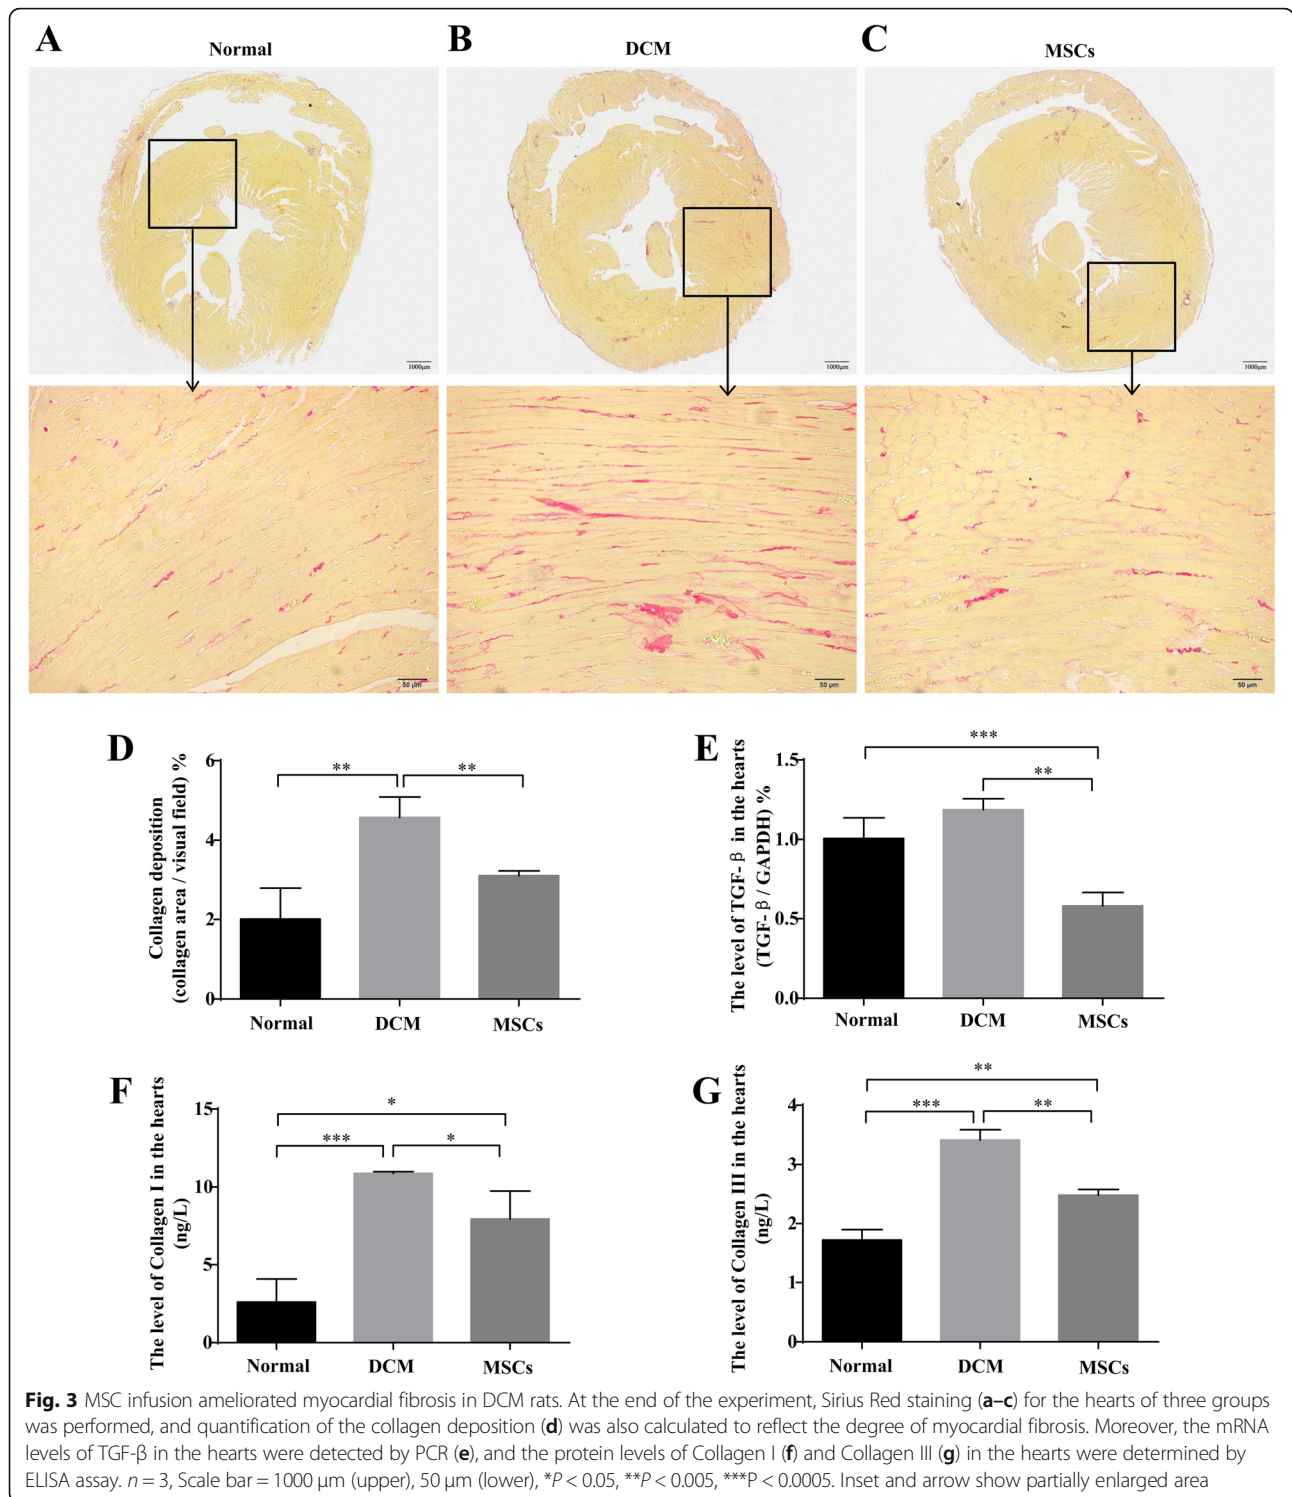 A
Normal
B
DCM
C
MSCs
1000μm
1000μm
1000μm
50 μm
50 μm
50 μm
D
Collagen deposition
(collagen area / visual field) %
6
4
2
0
**
**
Normal
DCM
MSCs
E
The level of TGF-β in the hearts
(TGF-β / GAPDH) %
1.5
1.0
0.5
0.0
***
**
Normal
DCM
MSCs
F
The level of Collagen I in the hearts
(ng/L)
15
10
5
0
*
***
*
Normal
DCM
MSCs
G
The level of Collagen III in the hearts
(ng/L)
4
3
2
1
0
**
***
**
Normal
DCM
MSCs
Fig. 3 MSC infusion ameliorated myocardial fibrosis in DCM rats. At the end of the experiment, Sirius Red staining (a–c) for the hearts of three groups
was performed, and quantification of the collagen deposition (d) was also calculated to reflect the degree of myocardial fibrosis. Moreover, the mRNA
levels of TGF-β in the hearts were detected by PCR (e), and the protein levels of Collagen I (f) and Collagen III (g) in the hearts were determined by
ELISA assay. n = 3, Scale bar = 1000 μm (upper), 50 μm (lower), *P < 0.05, **P < 0.005, ***P < 0.0005. Inset and arrow show partially enlarged area